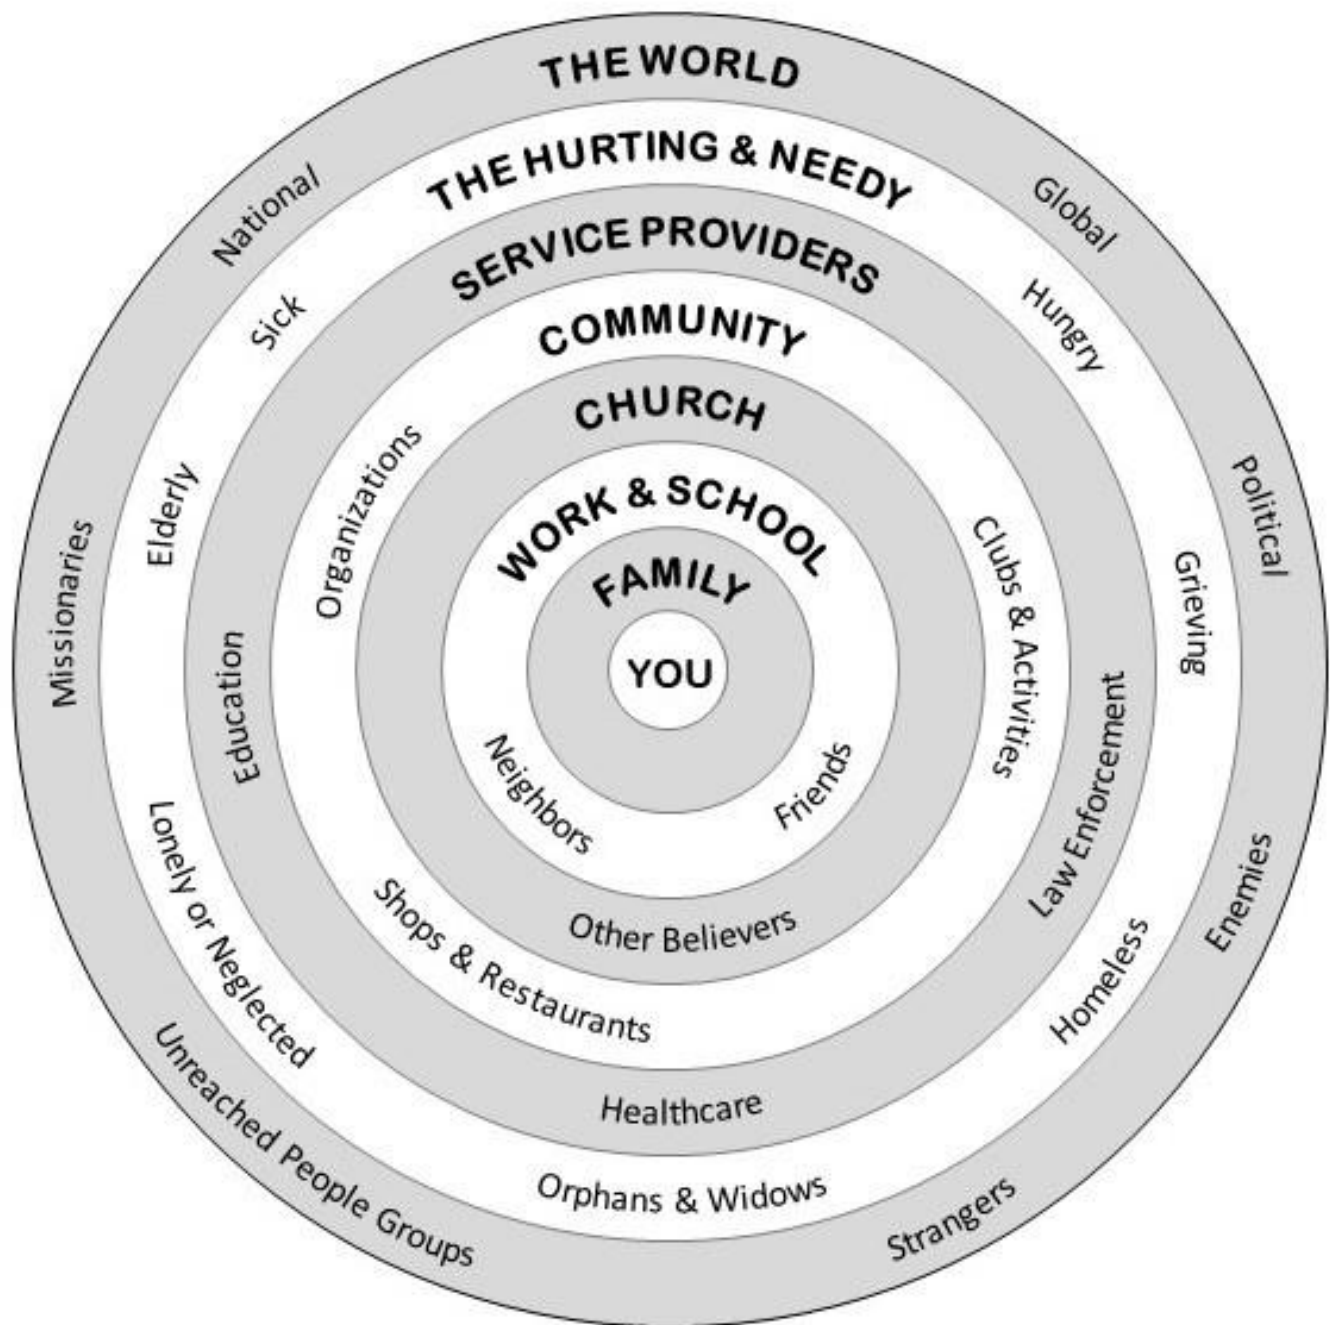 THE WORLD
National
Global
Political
Enemies
Strangers
Unreached People Groups
Missionaries
THE HURTING & NEEDY
Sick
Hungry
Grieving
Homeless
Orphans & Widows
Lonely or Neglected
Elderly
SERVICE PROVIDERS
Law Enforcement
Healthcare
Education
COMMUNITY
Organizations
Clubs & Activities
Shops & Restaurants
CHURCH
Other Believers
WORK & SCHOOL
Neighbors
Friends
FAMILY
YOU